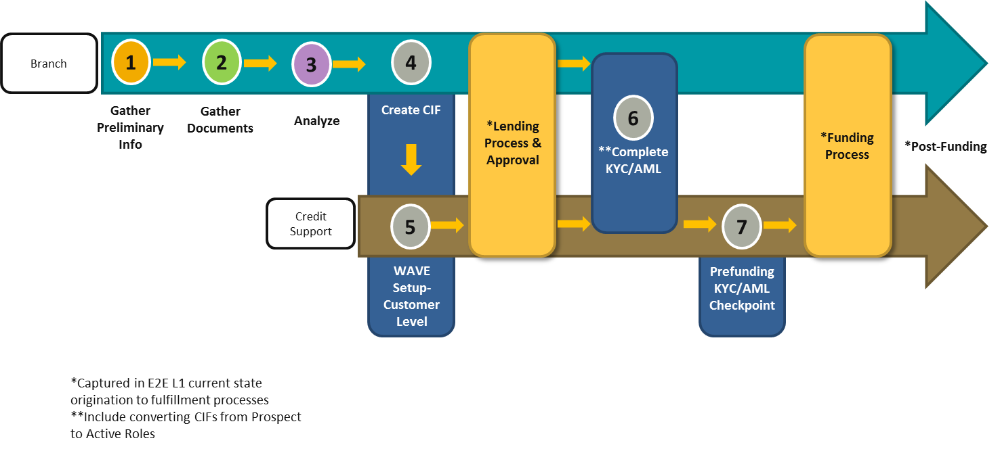 Branch
1
2
3
4
Gather
Preliminary
Info
Gather
Documents
Analyze
Create CIF
*Lending
Process &
Approval
6
**Complete
KYC/AML
*Funding
Process
*Post-Funding
Credit
Support
5
7
WAVE
Setup-
Customer
Level
Prefunding
KYC/AML
Checkpoint
*Captured in E2E L1 current state
origination to fulfillment processes
**Include converting CIFs from Prospect
to Active Roles